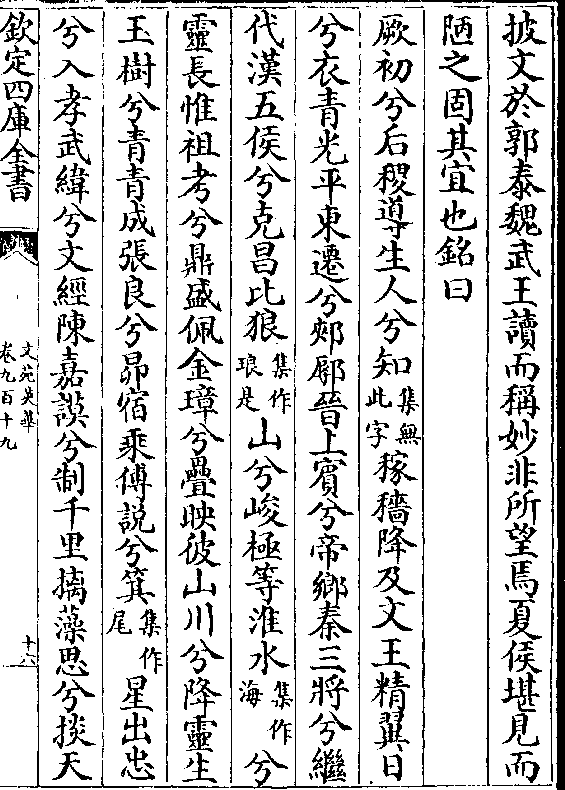 披文於郭泰魏武王讀而稱妙非所望焉夏侯堪見而
陋之固其宜也銘曰
厥初兮后稷導生人兮知集無此字稼穡降及文王精翼日
兮衣青光平東遷兮郟鄏晉上賓兮帝鄉秦三將兮繼
代漢五侯兮克昌比狼集作琅是山兮峻極等淮水集作海兮
靈長惟祖考兮鼎盛佩金璋兮疊映彼山川兮降靈生
玉樹兮青青成張良兮昴宿乘傅說兮箕集作尾星出忠
兮入孝武緯兮文經陳嘉謨兮制千里摛藻思兮掞天
欽定四庫全書
文苑英華
卷九百十九
十六